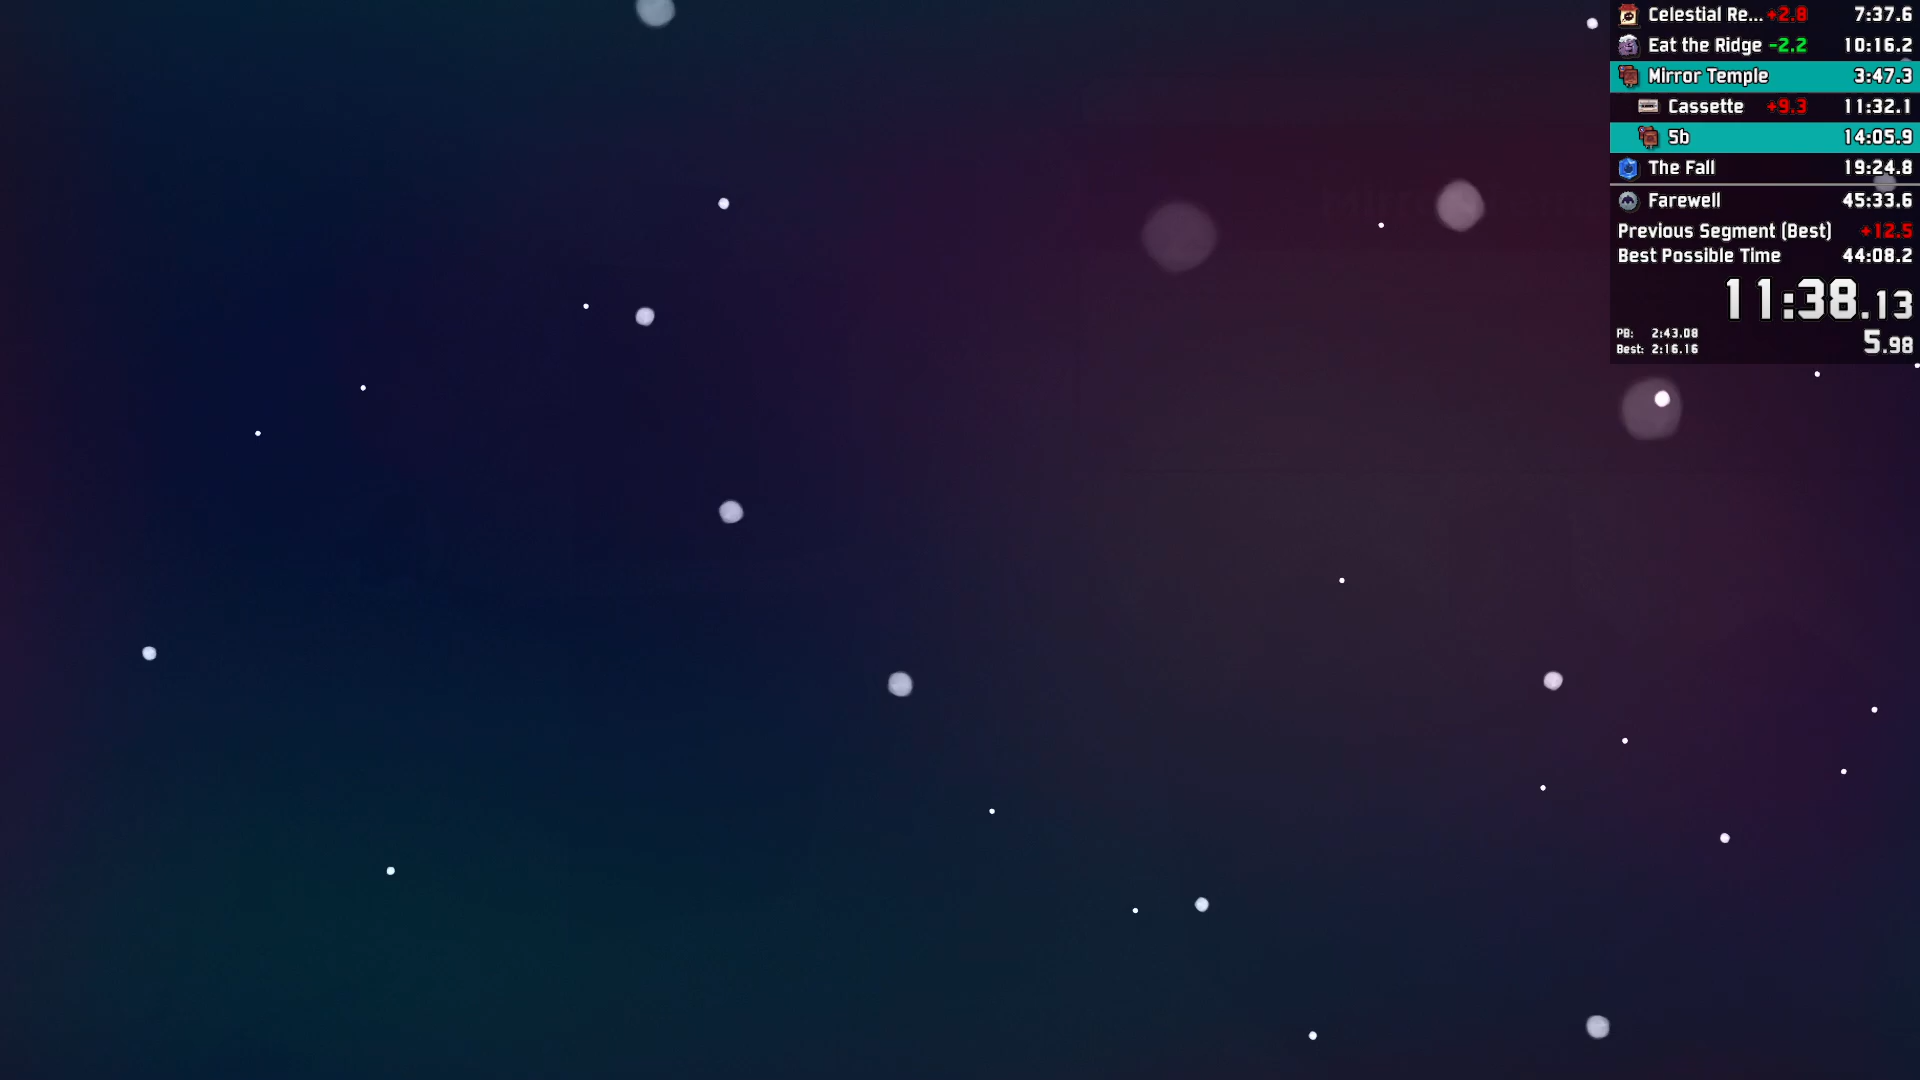 Celestial Re... +2.8 7:37.6
Eat the Ridge -2.2 10:16.2
Mirror Temple 3:47.3
Cassette +9.3 11:32.1
5b 14:05.9
The Fall 19:24.8
Farewell 45:33.6
Previous Segment (Best) +12.5
Best Possible Time 44:08.2
11:38.13
PB: 2:43.08
Best: 2:16.16
5.98